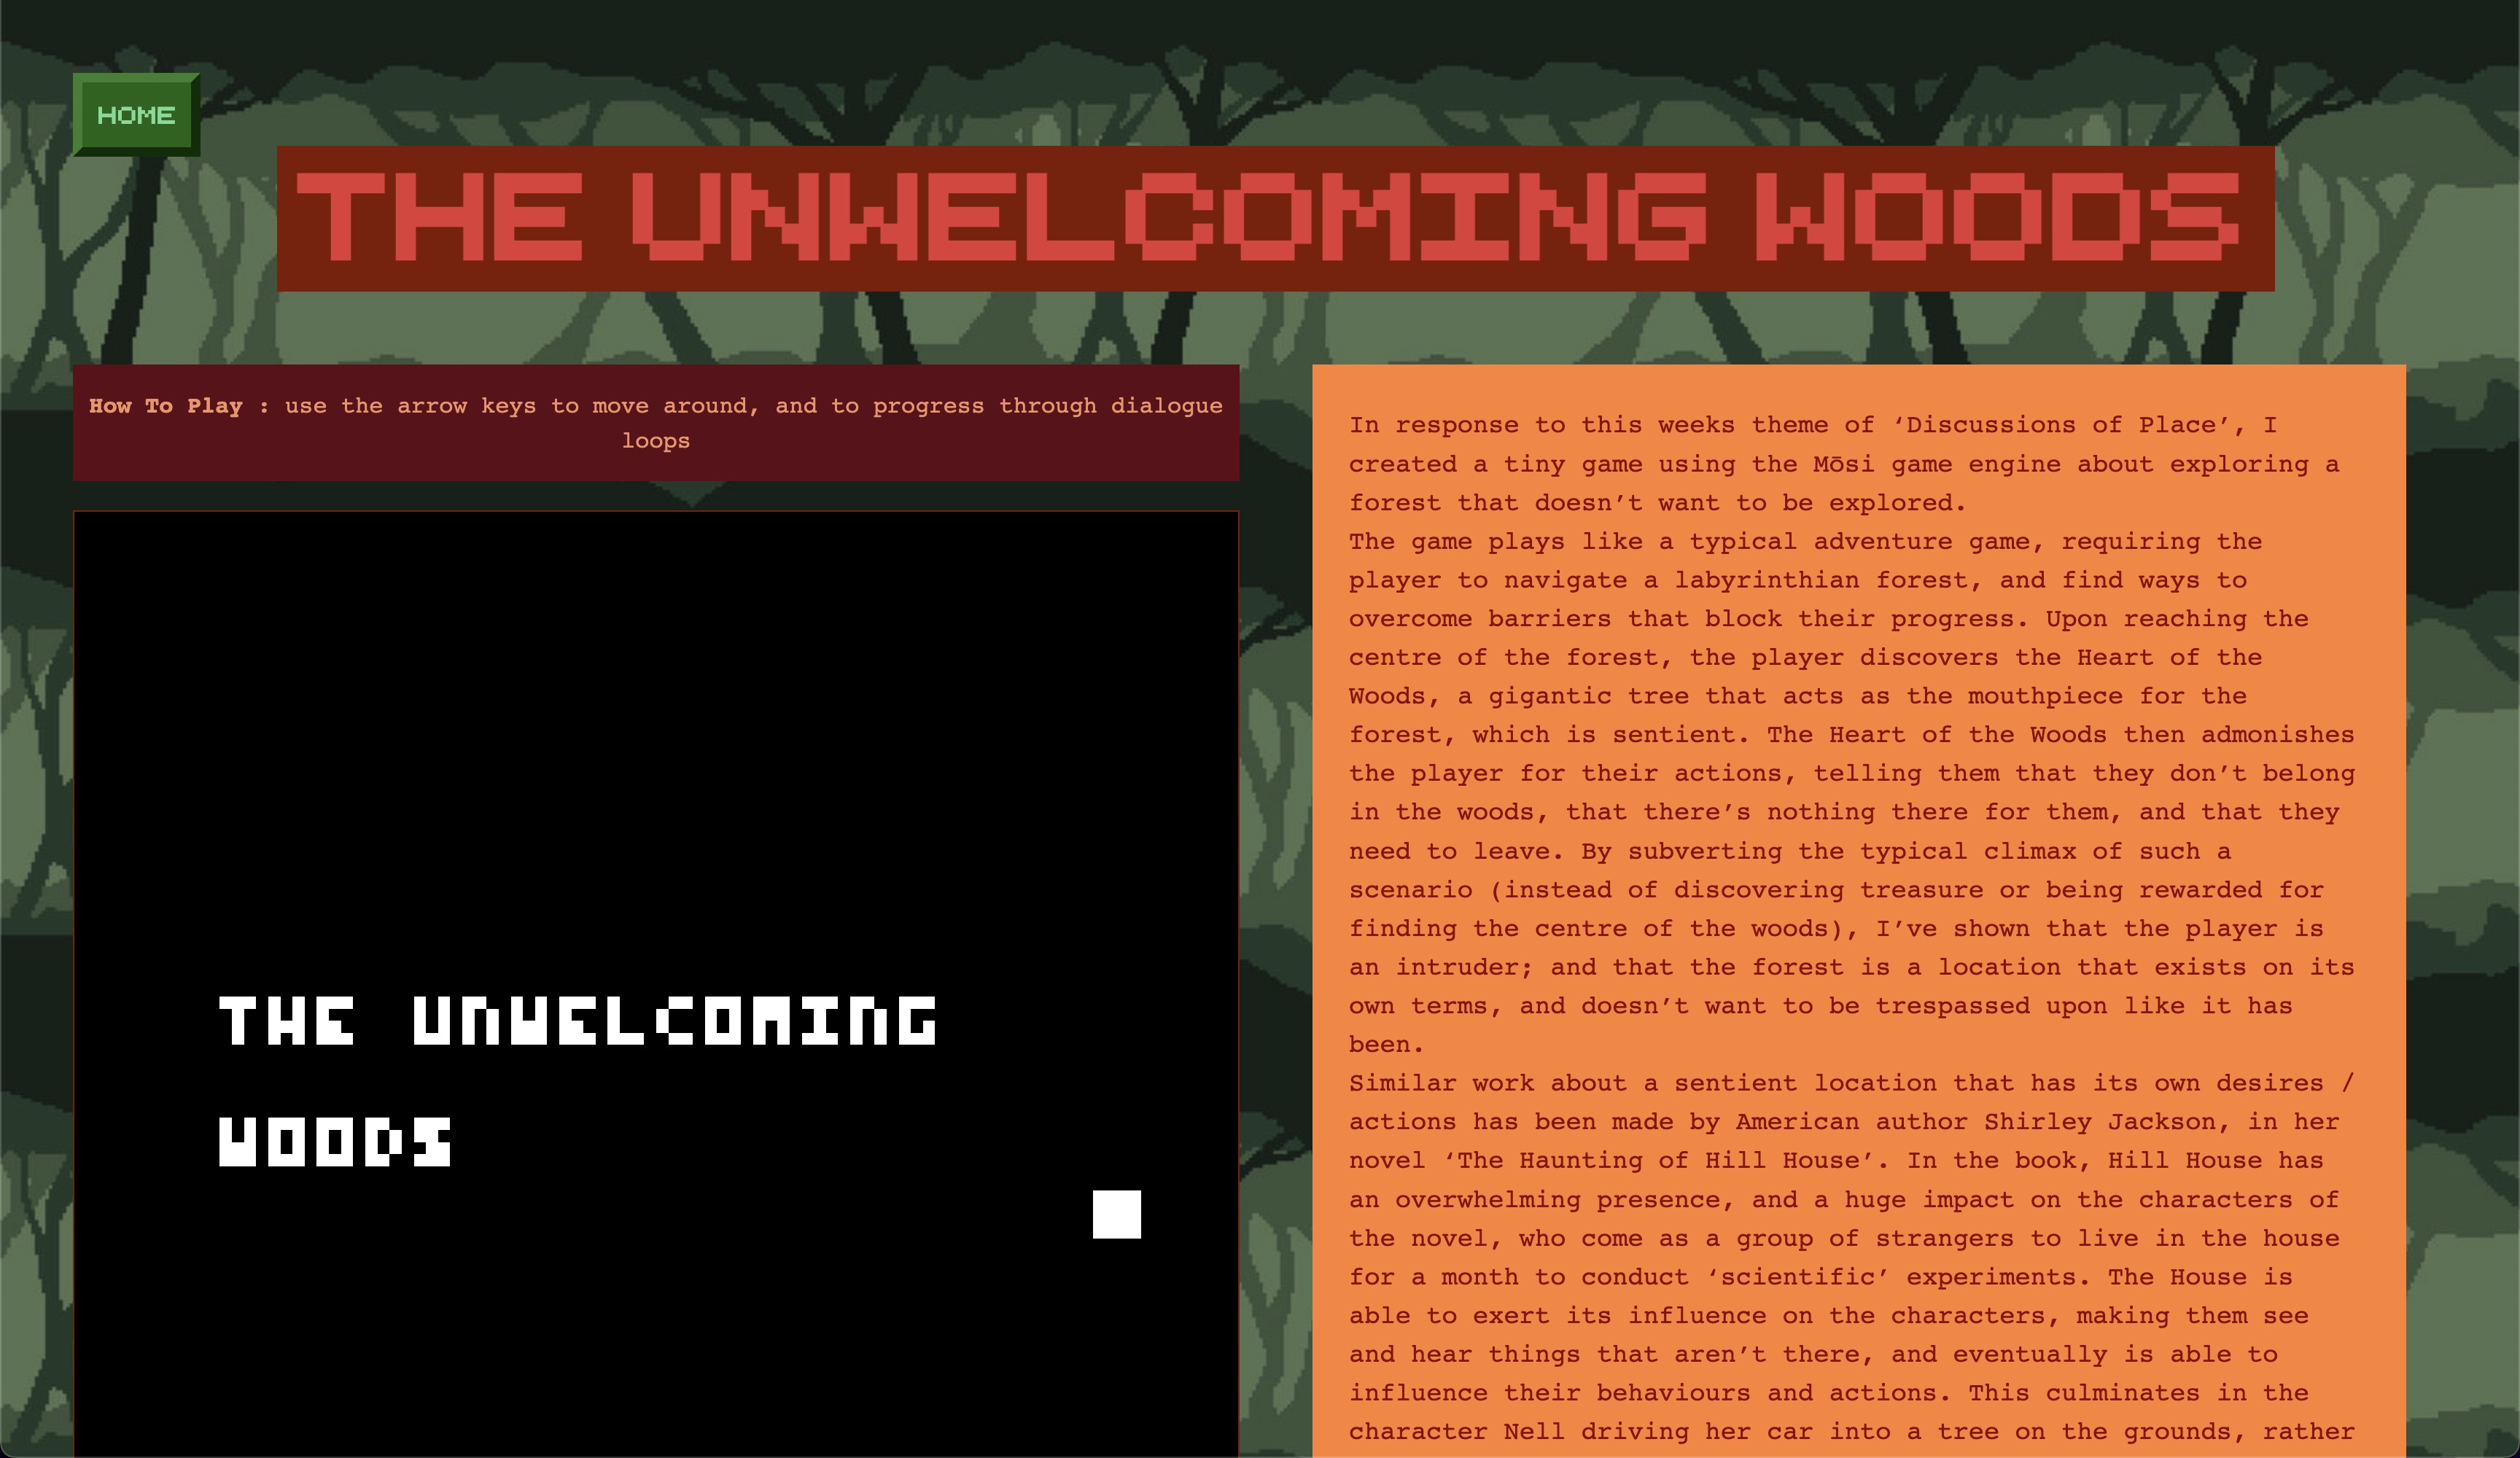 HOME
THE UNWELCOMING WOODS
How To Play : use the arrow keys to move around, and to progress through dialogue
loops
THE UNWELCOMING
WOODS
In response to this weeks theme of ‘Discussions of Place’, I
created a tiny game using the Mōsi game engine about exploring a
forest that doesn’t want to be explored.
The game plays like a typical adventure game, requiring the
player to navigate a labyrinthian forest, and find ways to
overcome barriers that block their progress. Upon reaching the
centre of the forest, the player discovers the Heart of the
Woods, a gigantic tree that acts as the mouthpiece for the
forest, which is sentient. The Heart of the Woods then admonishes
the player for their actions, telling them that they don’t belong
in the woods, that there’s nothing there for them, and that they
need to leave. By subverting the typical climax of such a
scenario (instead of discovering treasure or being rewarded for
finding the centre of the woods), I’ve shown that the player is
an intruder; and that the forest is a location that exists on its
own terms, and doesn’t want to be trespassed upon like it has
been.
Similar work about a sentient location that has its own desires /
actions has been made by American author Shirley Jackson, in her
novel ‘The Haunting of Hill House’. In the book, Hill House has
an overwhelming presence, and a huge impact on the characters of
the novel, who come as a group of strangers to live in the house
for a month to conduct ‘scientific’ experiments. The House is
able to exert its influence on the characters, making them see
and hear things that aren’t there, and eventually is able to
influence their behaviours and actions. This culminates in the
character Nell driving her car into a tree on the grounds, rather